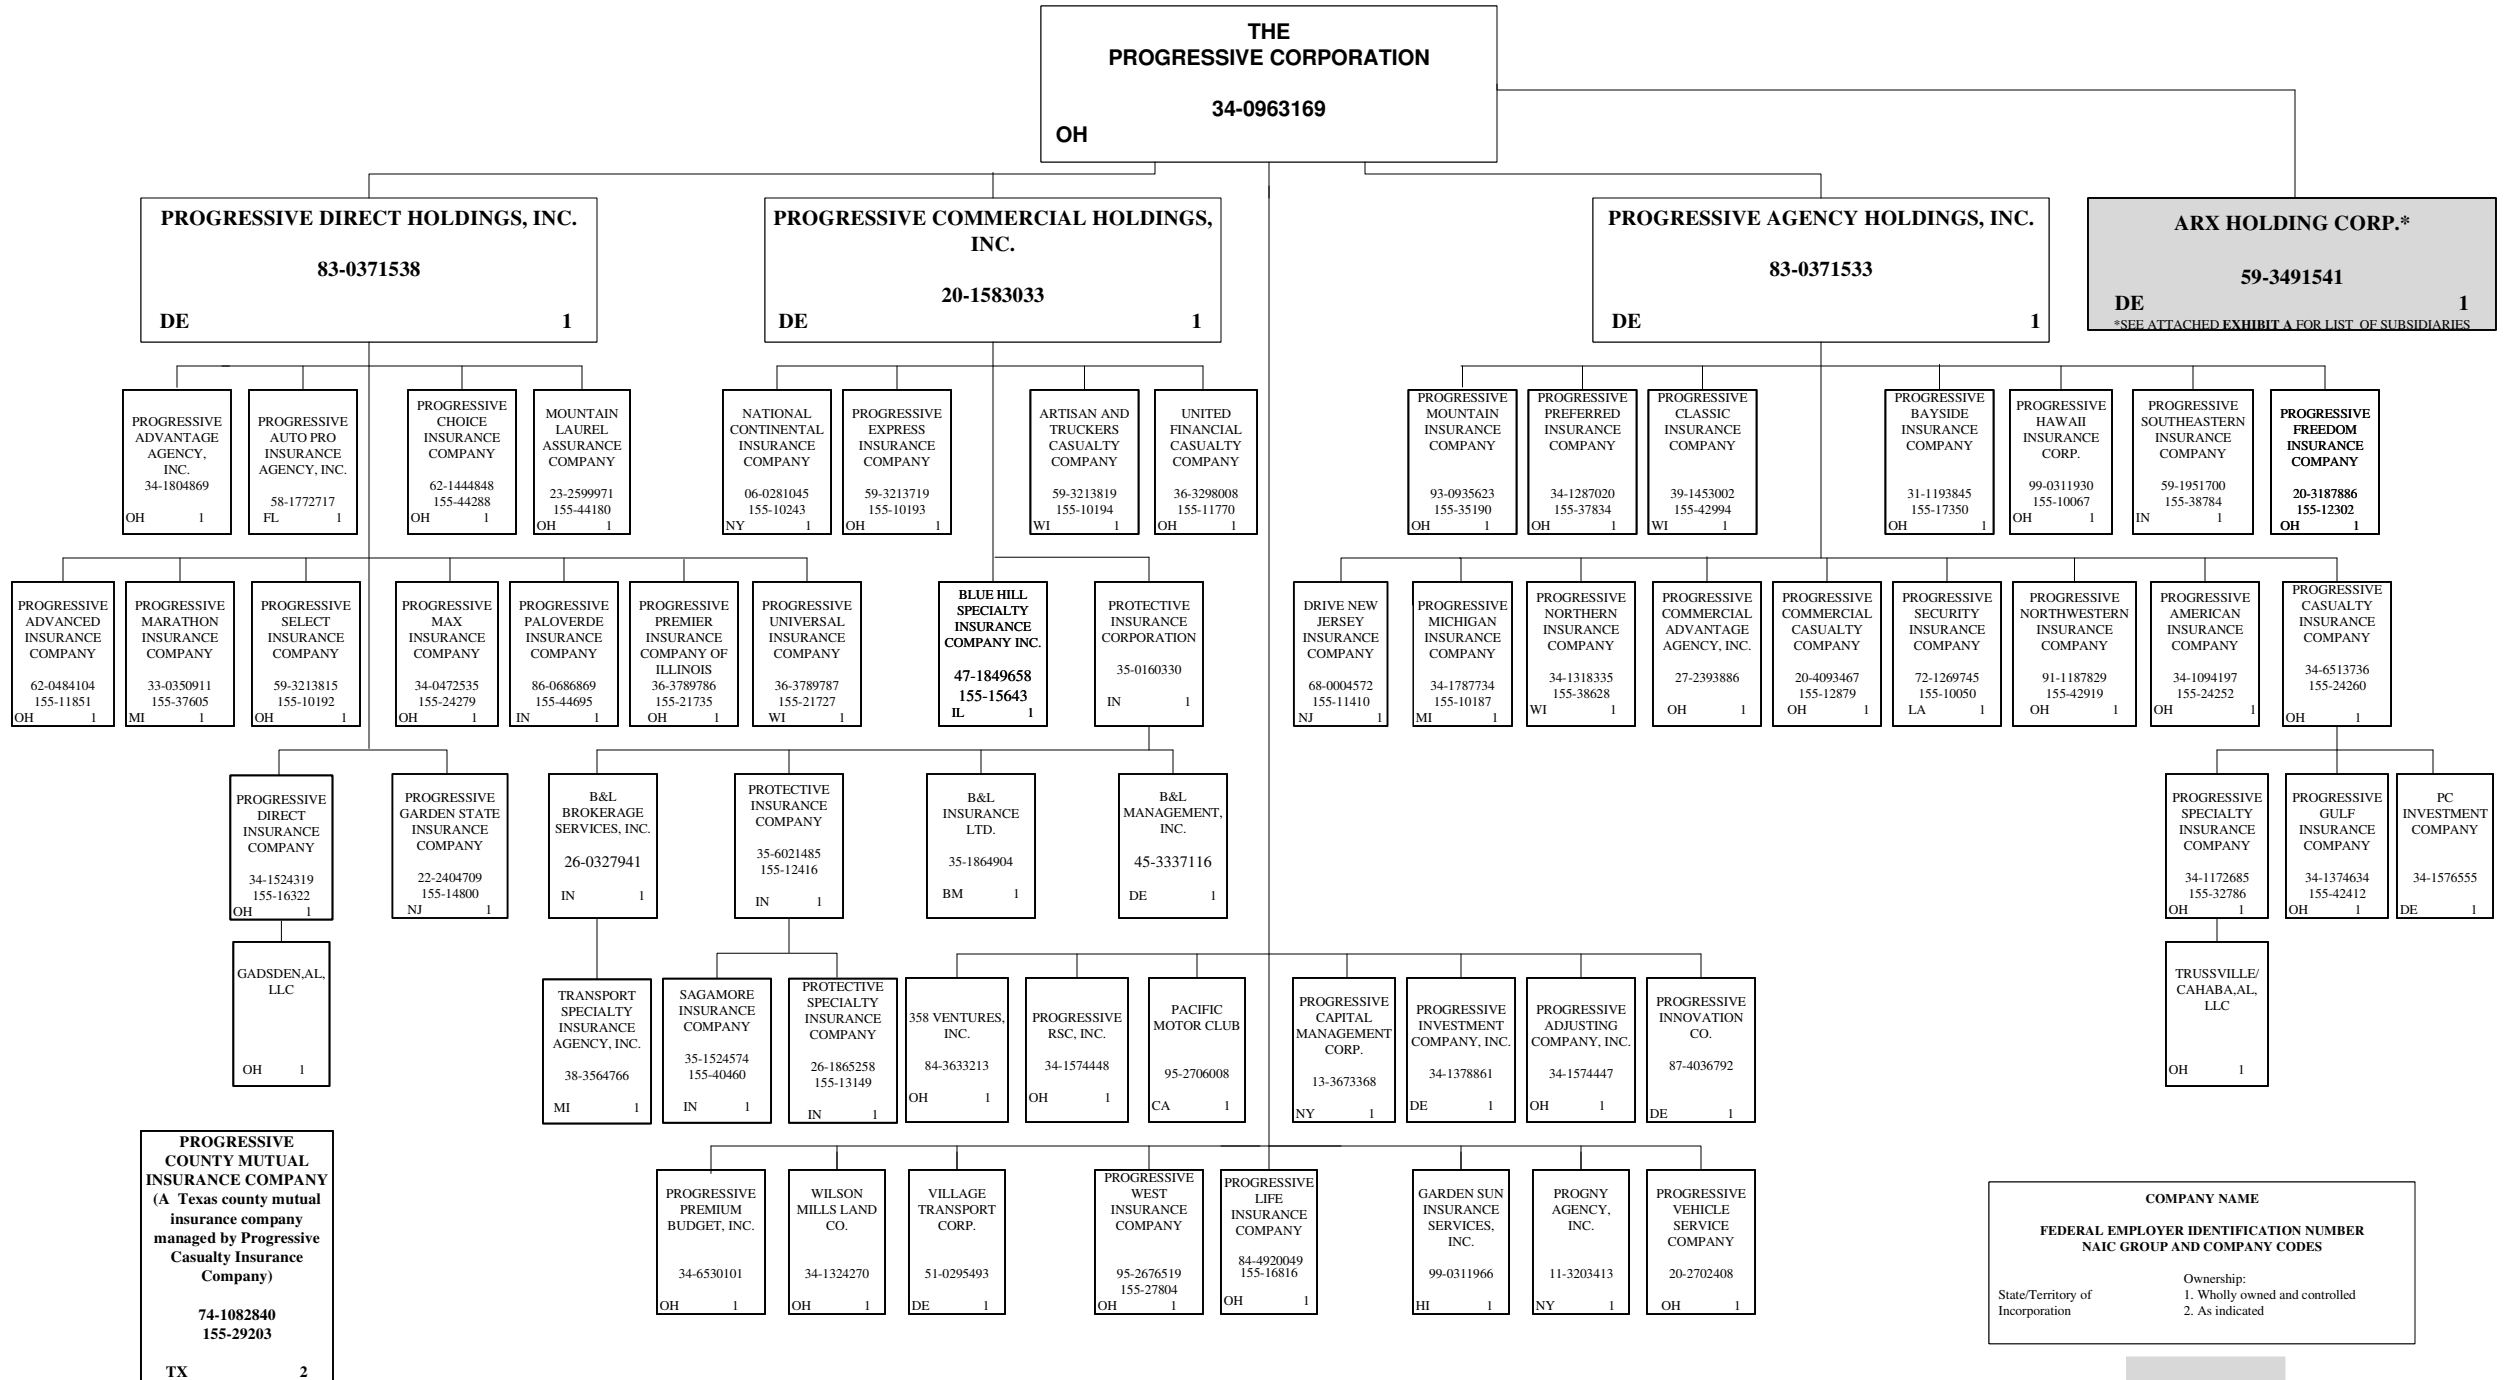 THE
PROGRESSIVE CORPORATION
34-0963169
OH
PROGRESSIVE DIRECT HOLDINGS, INC.
83-0371538
DE 1
PROGRESSIVE COMMERCIAL HOLDINGS,
INC.
20-1583033
DE 1
PROGRESSIVE AGENCY HOLDINGS, INC.
83-0371533
DE 1
ARX HOLDING CORP.*
59-3491541
DE 1
*SEE ATTACHED EXHIBIT A FOR LIST OF SUBSIDIARIES
PROGRESSIVE
ADVANTAGE
AGENCY,
INC.
34-1804869
OH 1
PROGRESSIVE
AUTO PRO
INSURANCE
AGENCY, INC.
58-1772717
FL 1
PROGRESSIVE
CHOICE
INSURANCE
COMPANY
62-1444848
155-44288
OH 1
MOUNTAIN
LAUREL
ASSURANCE
COMPANY
23-2599971
155-44180
OH 1
NATIONAL
CONTINENTAL
INSURANCE
COMPANY
06-0281045
155-10243
NY 1
PROGRESSIVE
EXPRESS
INSURANCE
COMPANY
59-3213719
155-10193
OH 1
ARTISAN AND
TRUCKERS
CASUALTY
COMPANY
59-3213819
155-10194
WI 1
UNITED
FINANCIAL
CASUALTY
COMPANY
36-3298008
155-11770
OH 1
PROGRESSIVE
MOUNTAIN
INSURANCE
COMPANY
93-0935623
155-35190
OH 1
PROGRESSIVE
PREFERRED
INSURANCE
COMPANY
34-1287020
155-37834
OH 1
PROGRESSIVE
CLASSIC
INSURANCE
COMPANY
39-1453002
155-42994
WI 1
PROGRESSIVE
BAYSIDE
INSURANCE
COMPANY
31-1193845
155-17350
OH 1
PROGRESSIVE
HAWAII
INSURANCE
CORP.
99-0311930
155-10067
OH 1
PROGRESSIVE
SOUTHEASTERN
INSURANCE
COMPANY
59-1951700
155-38784
IN 1
PROGRESSIVE
FREEDOM
INSURANCE
COMPANY
20-3187886
155-12302
OH 1
PROGRESSIVE
ADVANCED
INSURANCE
COMPANY
62-0484104
155-11851
OH 1
PROGRESSIVE
MARATHON
INSURANCE
COMPANY
33-0350911
155-37605
MI 1
PROGRESSIVE
SELECT
INSURANCE
COMPANY
59-3213815
155-10192
OH 1
PROGRESSIVE
MAX
INSURANCE
COMPANY
34-0472535
155-24279
OH 1
PROGRESSIVE
PALOVERDE
INSURANCE
COMPANY
86-0686869
155-44695
IN 1
PROGRESSIVE
PREMIER
INSURANCE
COMPANY OF
ILLINOIS
36-3789786
155-21735
OH 1
PROGRESSIVE
UNIVERSAL
INSURANCE
COMPANY
36-3789787
155-21727
WI 1
BLUE HILL
SPECIALTY
INSURANCE
COMPANY INC.
47-1849658
155-15643
IL 1
PROTECTIVE
INSURANCE
CORPORATION
35-0160330
IN 1
DRIVE NEW
JERSEY
INSURANCE
COMPANY
68-0004572
155-11410
NJ 1
PROGRESSIVE
MICHIGAN
INSURANCE
COMPANY
34-1787734
155-10187
MI 1
PROGRESSIVE
NORTHERN
INSURANCE
COMPANY
34-1318335
155-38628
WI 1
PROGRESSIVE
COMMERCIAL
ADVANTAGE
AGENCY, INC.
27-2393886
OH 1
PROGRESSIVE
COMMERCIAL
CASUALTY
COMPANY
20-4093467
155-12879
OH 1
PROGRESSIVE
SECURITY
INSURANCE
COMPANY
72-1269745
155-10050
LA 1
PROGRESSIVE
NORTHWESTERN
INSURANCE
COMPANY
91-1187829
155-42919
OH 1
PROGRESSIVE
AMERICAN
INSURANCE
COMPANY
34-1094197
155-24252
OH 1
PROGRESSIVE
CASUALTY
INSURANCE
COMPANY
34-6513736
155-24260
OH 1
PROGRESSIVE
DIRECT
INSURANCE
COMPANY
34-1524319
155-16322
OH 1
PROGRESSIVE
GARDEN STATE
INSURANCE
COMPANY
22-2404709
155-14800
NJ 1
B&L
BROKERAGE
SERVICES, INC.
26-0327941
IN 1
PROTECTIVE
INSURANCE
COMPANY
35-6021485
155-12416
IN 1
B&L
INSURANCE
LTD.
35-1864904
BM 1
B&L
MANAGEMENT,
INC.
45-3337116
DE 1
PROGRESSIVE
SPECIALTY
INSURANCE
COMPANY
34-1172685
155-32786
OH 1
PROGRESSIVE
GULF
INSURANCE
COMPANY
34-1374634
155-42412
OH 1
PC
INVESTMENT
COMPANY
34-1576555
DE 1
GADSDEN,AL,
LLC
OH 1
TRANSPORT
SPECIALTY
INSURANCE
AGENCY, INC.
38-3564766
MI 1
SAGAMORE
INSURANCE
COMPANY
35-1524574
155-40460
IN 1
PROTECTIVE
SPECIALTY
INSURANCE
COMPANY
26-1865258
155-13149
IN 1
358 VENTURES,
INC.
84-3633213
OH 1
PROGRESSIVE
RSC, INC.
34-1574448
OH 1
PACIFIC
MOTOR CLUB
95-2706008
CA 1
PROGRESSIVE
CAPITAL
MANAGEMENT
CORP.
13-3673368
NY 1
PROGRESSIVE
INVESTMENT
COMPANY, INC.
34-1378861
DE 1
PROGRESSIVE
ADJUSTING
COMPANY, INC.
34-1574447
OH 1
PROGRESSIVE
INNOVATION
CO.
87-4036792
DE 1
TRUSSVILLE/
CAHABA,AL,
LLC
OH 1
PROGRESSIVE
COUNTY MUTUAL
INSURANCE COMPANY
(A Texas county mutual
insurance company
managed by Progressive
Casualty Insurance
Company)
74-1082840
155-29203
TX 2
PROGRESSIVE
PREMIUM
BUDGET, INC.
34-6530101
OH 1
WILSON
MILLS LAND
CO.
34-1324270
OH 1
VILLAGE
TRANSPORT
CORP.
51-0295493
DE 1
PROGRESSIVE
WEST
INSURANCE
COMPANY
95-2676519
155-27804
OH 1
PROGRESSIVE
LIFE
INSURANCE
COMPANY
84-4920049
155-16816
OH 1
GARDEN SUN
INSURANCE
SERVICES,
INC.
99-0311966
HI 1
PROGNY
AGENCY,
INC.
11-3203413
NY 1
PROGRESSIVE
VEHICLE
SERVICE
COMPANY
20-2702408
OH 1
COMPANY NAME
FEDERAL EMPLOYER IDENTIFICATION NUMBER
NAIC GROUP AND COMPANY CODES
State/Territory of
Incorporation
Ownership:
1. Wholly owned and controlled
2. As indicated